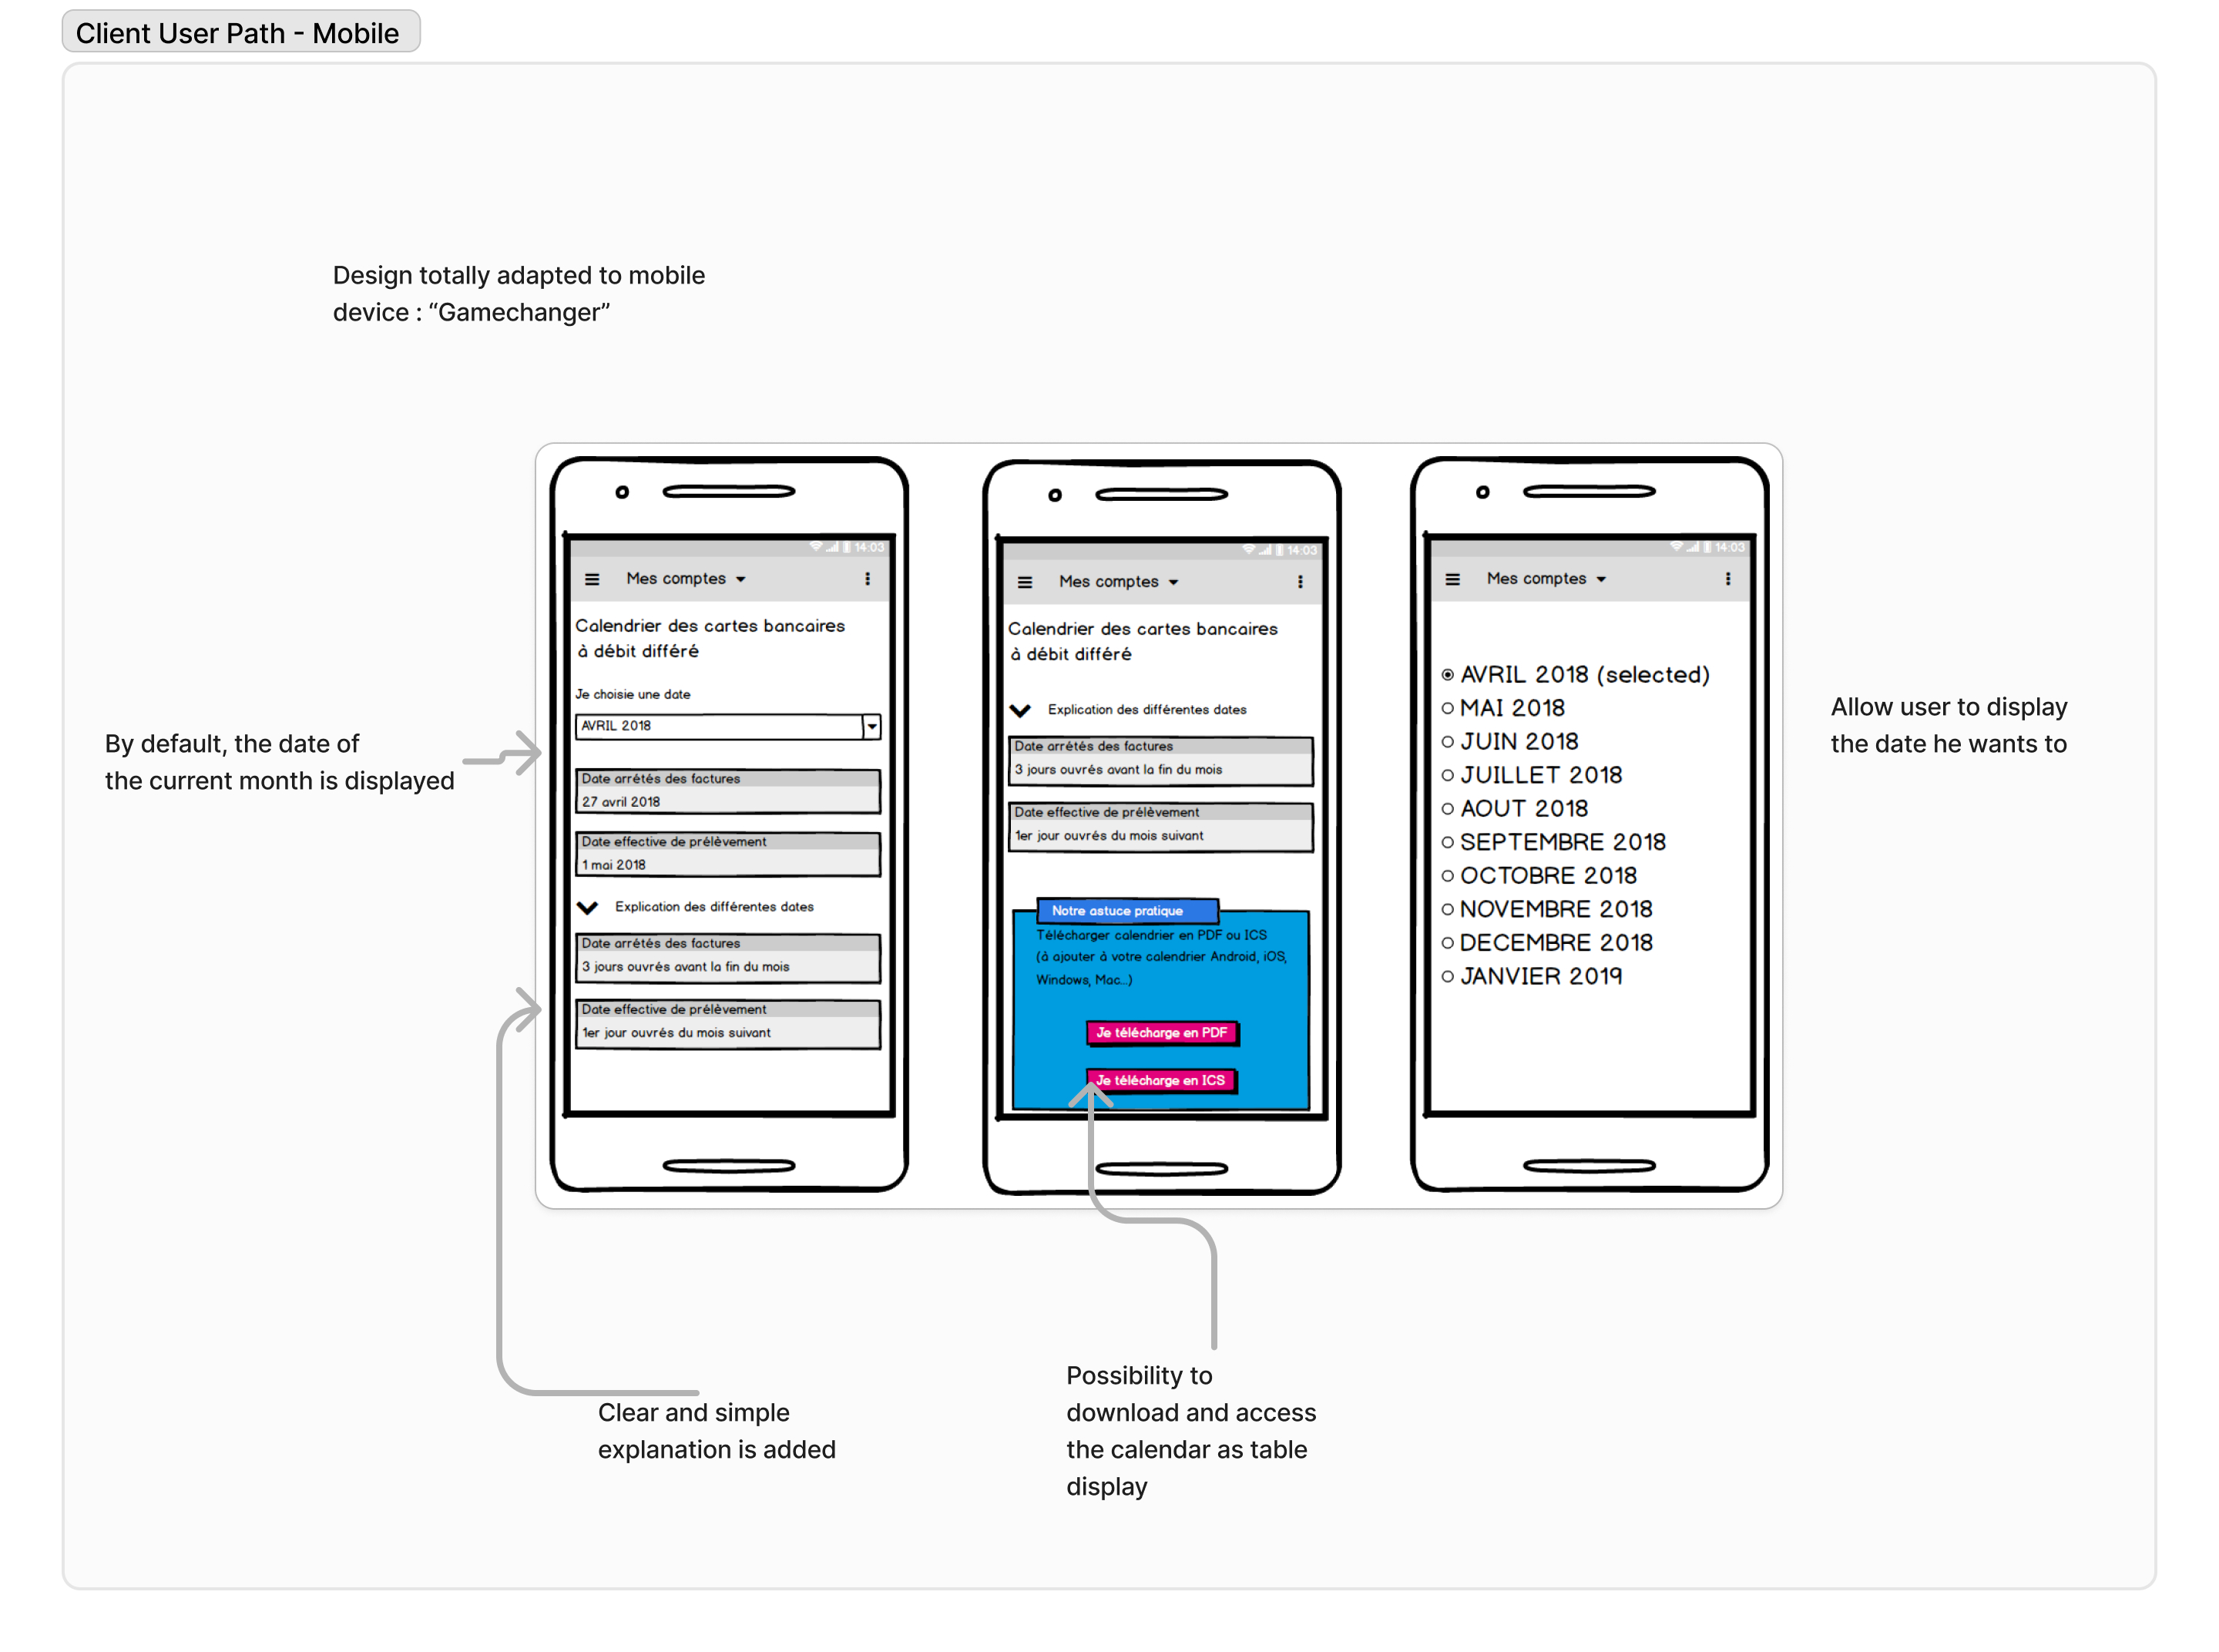 Client User Path - Mobile
Design totally adapted to mobile
device : “Gamechanger”
By default, the date of
the current month is displayed
14:03
Mes comptes
Calendrier des cartes bancaires
à débit différé
Je choisie une date
AVRIL 2018
Date arrétés des factures
27 avril 2018
Date effective de prélèvement
1 mai 2018
Explication des différentes dates
Date arrétés des factures
3 jours ouvrés avant la fin du mois
Date effective de prélèvement
1er jour ouvrés du mois suivant
14:03
Mes comptes
Calendrier des cartes bancaires
à débit différé
Explication des différentes dates
Date arrétés des factures
3 jours ouvrés avant la fin du mois
Date effective de prélèvement
1er jour ouvrés du mois suivant
Notre astuce pratique
Télécharger calendrier en PDF ou ICS
(à ajouter à votre calendrier Android, iOS,
Windows, Mac...)
Je télécharge en PDF
Je télécharge en ICS
14:03
Mes comptes
AVRIL 2018 (selected)
MAI 2018
JUIN 2018
JUILLET 2018
AOUT 2018
SEPTEMBRE 2018
OCTOBRE 2018
NOVEMBRE 2018
DECEMBRE 2018
JANVIER 2019
Allow user to display
the date he wants to
Clear and simple
explanation is added
Possibility to
download and access
the calendar as table
display